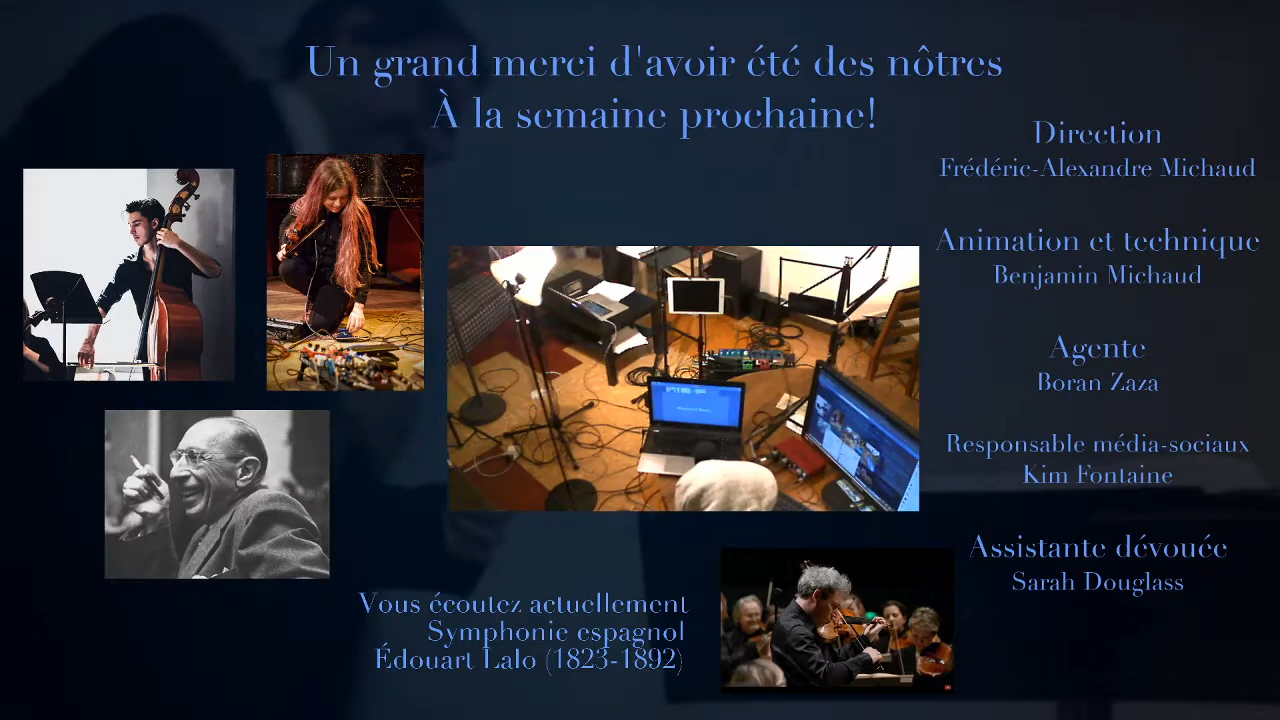 Un grand merci d'avoir été des nôtres
À la semaine prochaine!
Direction
Frédéric-Alexandre Michaud
Animation et technique
Benjamin Michaud
Agente
Boran Zaza
Responsable média-sociaux
Kim Fontaine
Assistante dévouée
Sarah Douglass
Vous écoutez actuellement
Symphonie espagnol
Édouart Lalo (1823-1892)